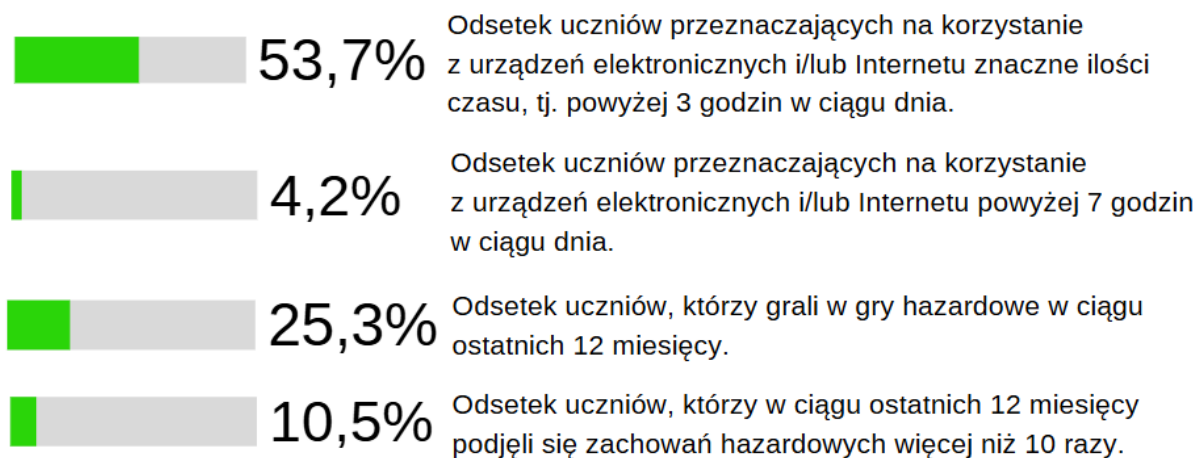 53,7%
Odsetek uczniów przeznaczających na korzystanie
z urządzeń elektronicznych i/lub Internetu znaczne ilości
czasu, tj. powyżej 3 godzin w ciągu dnia.
4,2%
Odsetek uczniów przeznaczających na korzystanie
z urządzeń elektronicznych i/lub Internetu powyżej 7 godzin
w ciągu dnia.
25,3%
Odsetek uczniów, którzy grali w gry hazardowe w ciągu
ostatnich 12 miesięcy.
10,5%
Odsetek uczniów, którzy w ciągu ostatnich 12 miesięcy
podjęli się zachowań hazardowych więcej niż 10 razy.